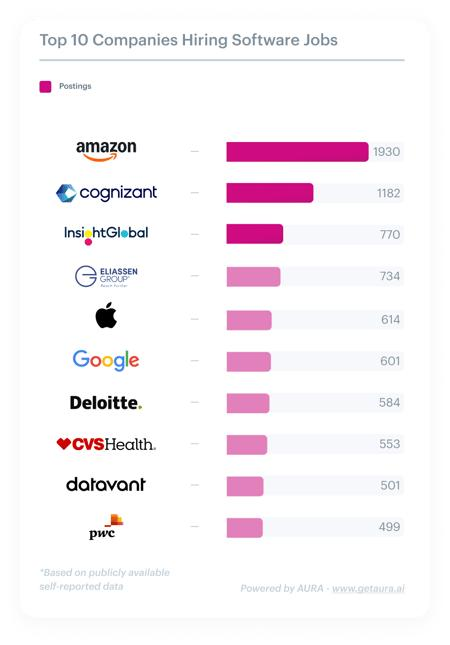 Top 10 Companies Hiring Software Jobs
Postings
amazon – 1930
cognizant – 1182
InsightGlobal – 770
ELIASSEN
GROUP – 734
– 614
Google – 601
Deloitte. – 584
CVSHealth. – 553
datavant – 501
pwc – 499
*Based on publicly available
self-reported data
Powered by AURA - www.getaura.ai